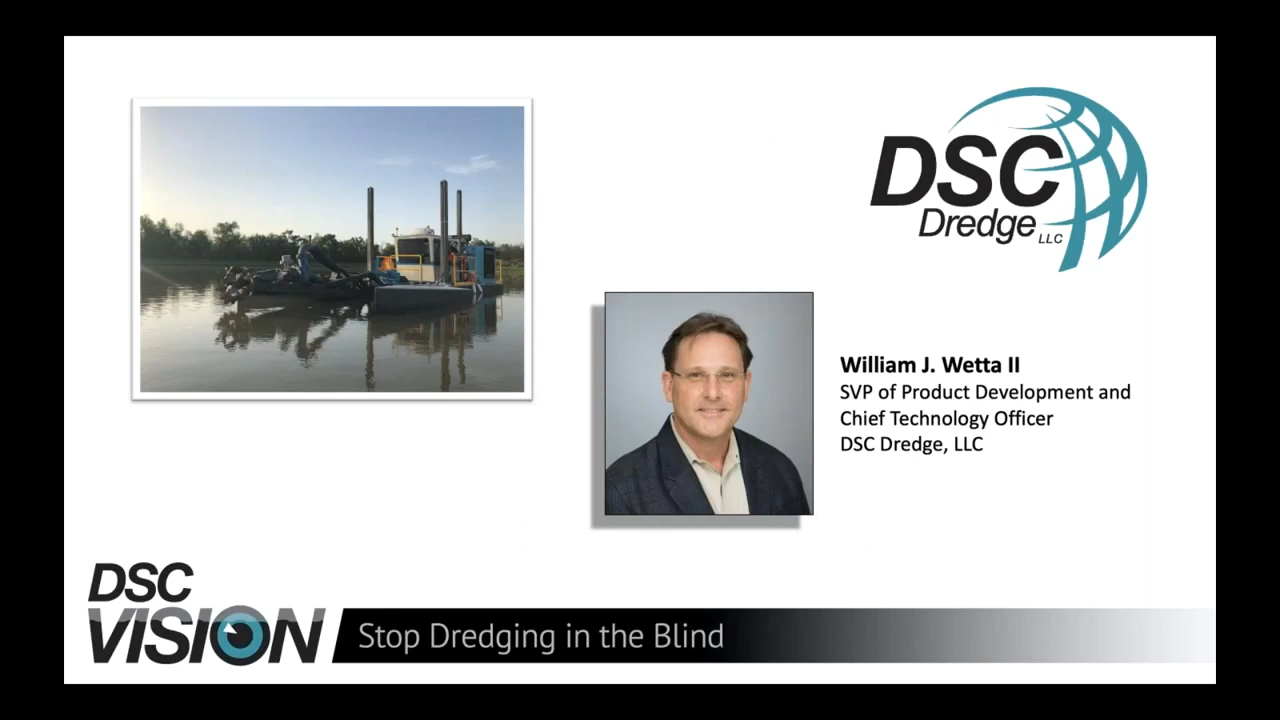 DSC
Dredge LLC
William J. Wetta II
SVP of Product Development and
Chief Technology Officer
DSC Dredge, LLC
DSC
VISION
Stop Dredging in the Blind